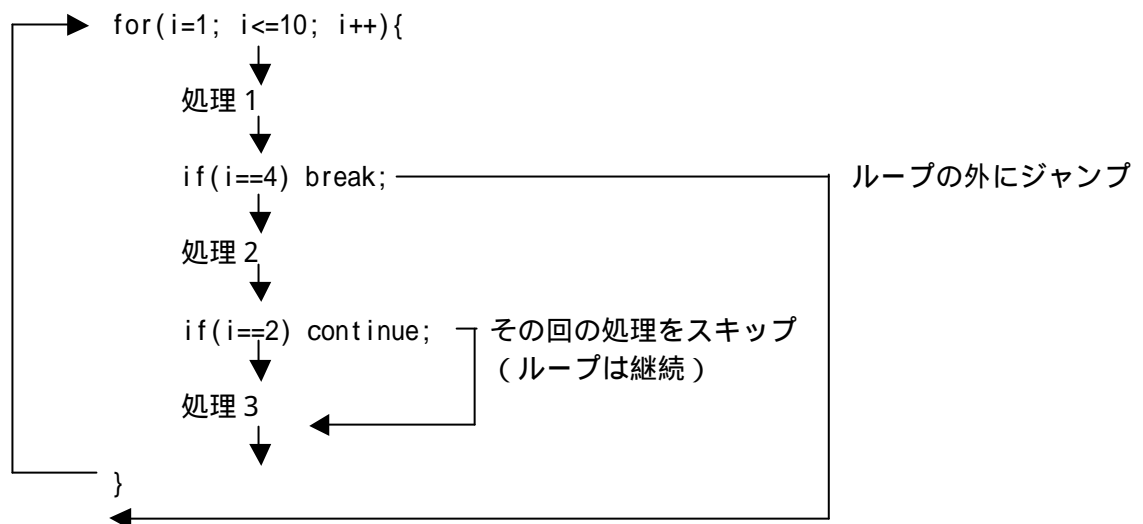 for(i=1; i<=10; i++){
処理 1
if(i==4) break;
ループの外にジャンプ
処理 2
if(i==2) continue;
その回の処理をスキップ
（ループは継続）
処理 3
}